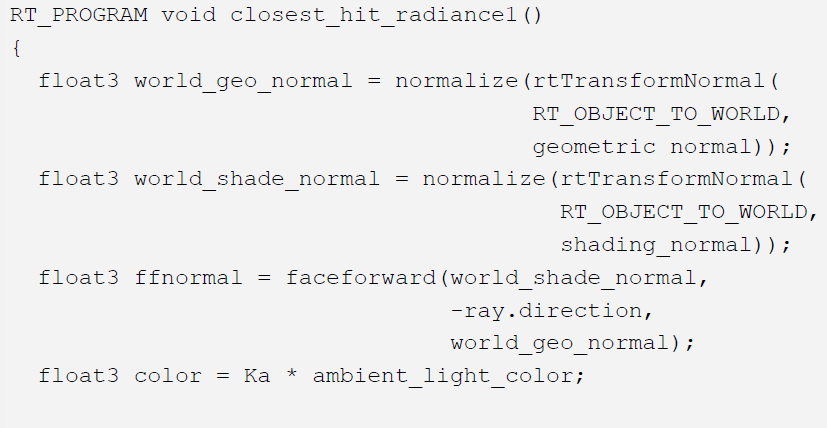 RT_PROGRAM void closest_hit_radiance1()
{
  float3 world_geo_normal = normalize(rtTransformNormal(
                                      RT_OBJECT_TO_WORLD,
                                      geometric normal));
  float3 world_shade_normal = normalize(rtTransformNormal(
                                        RT_OBJECT_TO_WORLD,
                                        shading_normal));
  float3 ffnormal = faceforward(world_shade_normal,
                                -ray.direction,
                                world_geo_normal);
  float3 color = Ka * ambient_light_color;